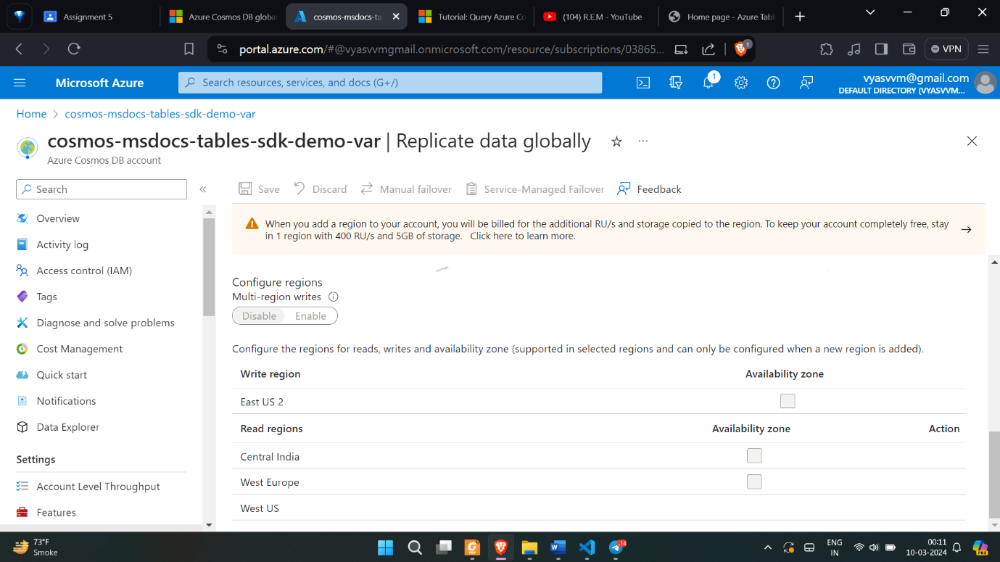 Assignment 5
Azure Cosmos DB globa
cosmos-msdocs-ta
Tutorial: Query Azure Co
(104) R.E.M - YouTube
Home page - Azure Tabl
portal.azure.com/#@vyasvvmgmail.onmicrosoft.com/resource/subscriptions/03865...
1
VPN
Microsoft Azure
Search resources, services, and docs (G+/)
1
vyasvvm@gmail.com
DEFAULT DIRECTORY (VYASVVM...
Home > cosmos-msdocs-tables-sdk-demo-var
cosmos-msdocs-tables-sdk-demo-var | Replicate data globally
Azure Cosmos DB account
Search
Save
Discard
Manual failover
Service-Managed Failover
Feedback
When you add a region to your account, you will be billed for the additional RU/s and storage copied to the region. To keep your account completely free, stay
in 1 region with 400 RU/s and 5GB of storage. Click here to learn more.
Overview
Activity log
Access control (IAM)
Tags
Diagnose and solve problems
Cost Management
Quick start
Notifications
Data Explorer
Settings
Account Level Throughput
Features
Configure regions
Multi-region writes
Disable Enable
Configure the regions for reads, writes and availability zone (supported in selected regions and can only be configured when a new region is added).
Write region Availability zone
East US 2
Read regions Availability zone Action
Central India
West Europe
West US
73°F
Smoke
14
ENG
IN
00:11
10-03-2024
PRE